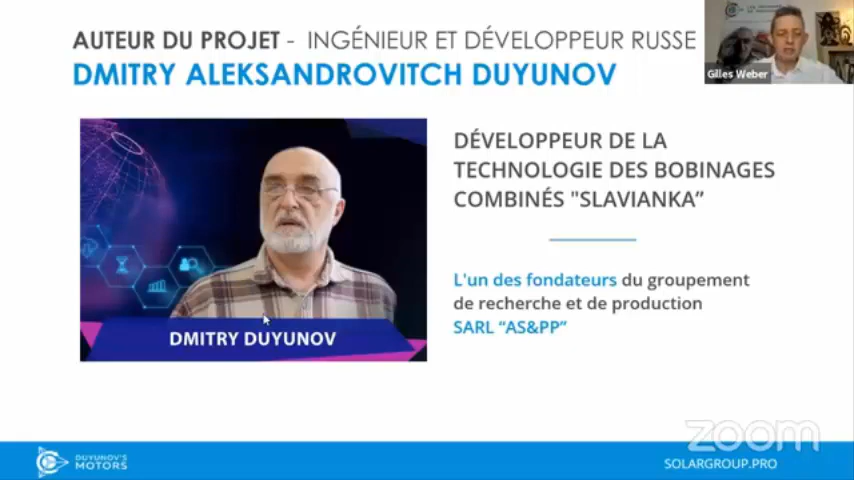 AUTEUR DU PROJET - INGÉNIEUR ET DÉVELOPPEUR RUSSE
DMITRY ALEKSANDROVITCH DUYUNOV
Gilles Weber
DÉVELOPPEUR DE LA
TECHNOLOGIE DES BOBINAGES
COMBINÉS "SLAVIANKA”
L'un des fondateurs du groupement
de recherche et de production
SARL “AS&PP”
DMITRY DUYUNOV
zoom
DUYUNOV'S
MOTORS
SOLARGROUP.PRO